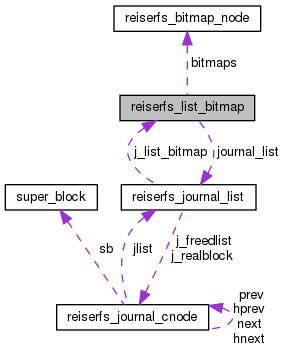 reiserfs_bitmap_node
bitmaps
reiserfs_list_bitmap
j_list_bitmap
journal_list
super_block
reiserfs_journal_list
sb
jlist
j_freedlist
j_realblock
reiserfs_journal_cnode
prev
hprev
next
hnext